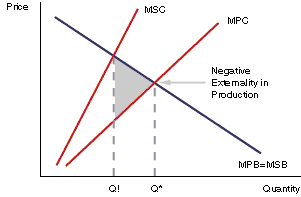 Price
MSC
MPC
Negative
Externality in
Production
MPB=MSB
Q!
Q*
Quantity